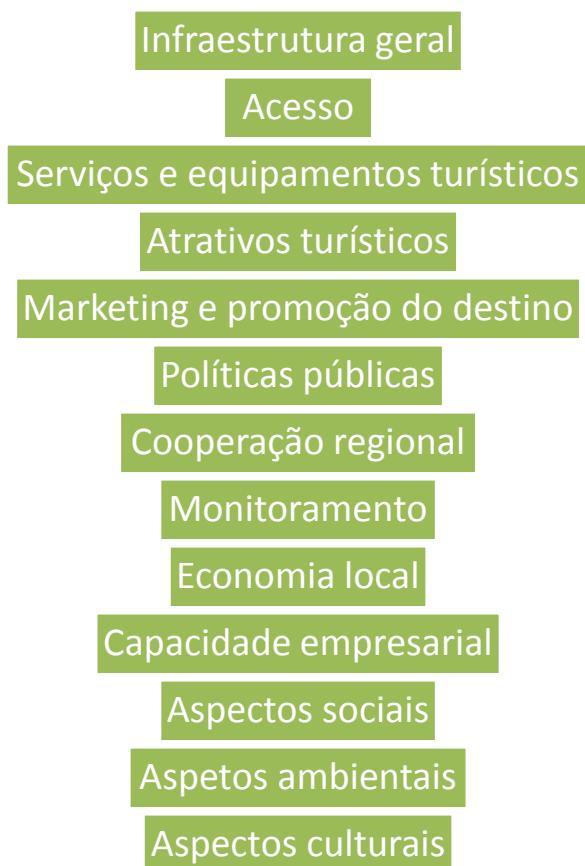 Infraestrutura geral
Acesso
Serviços e equipamentos turísticos
Atrativos turísticos
Marketing e promoção do destino
Políticas públicas
Cooperação regional
Monitoramento
Economia local
Capacidade empresarial
Aspectos sociais
Aspetos ambientais
Aspectos culturais